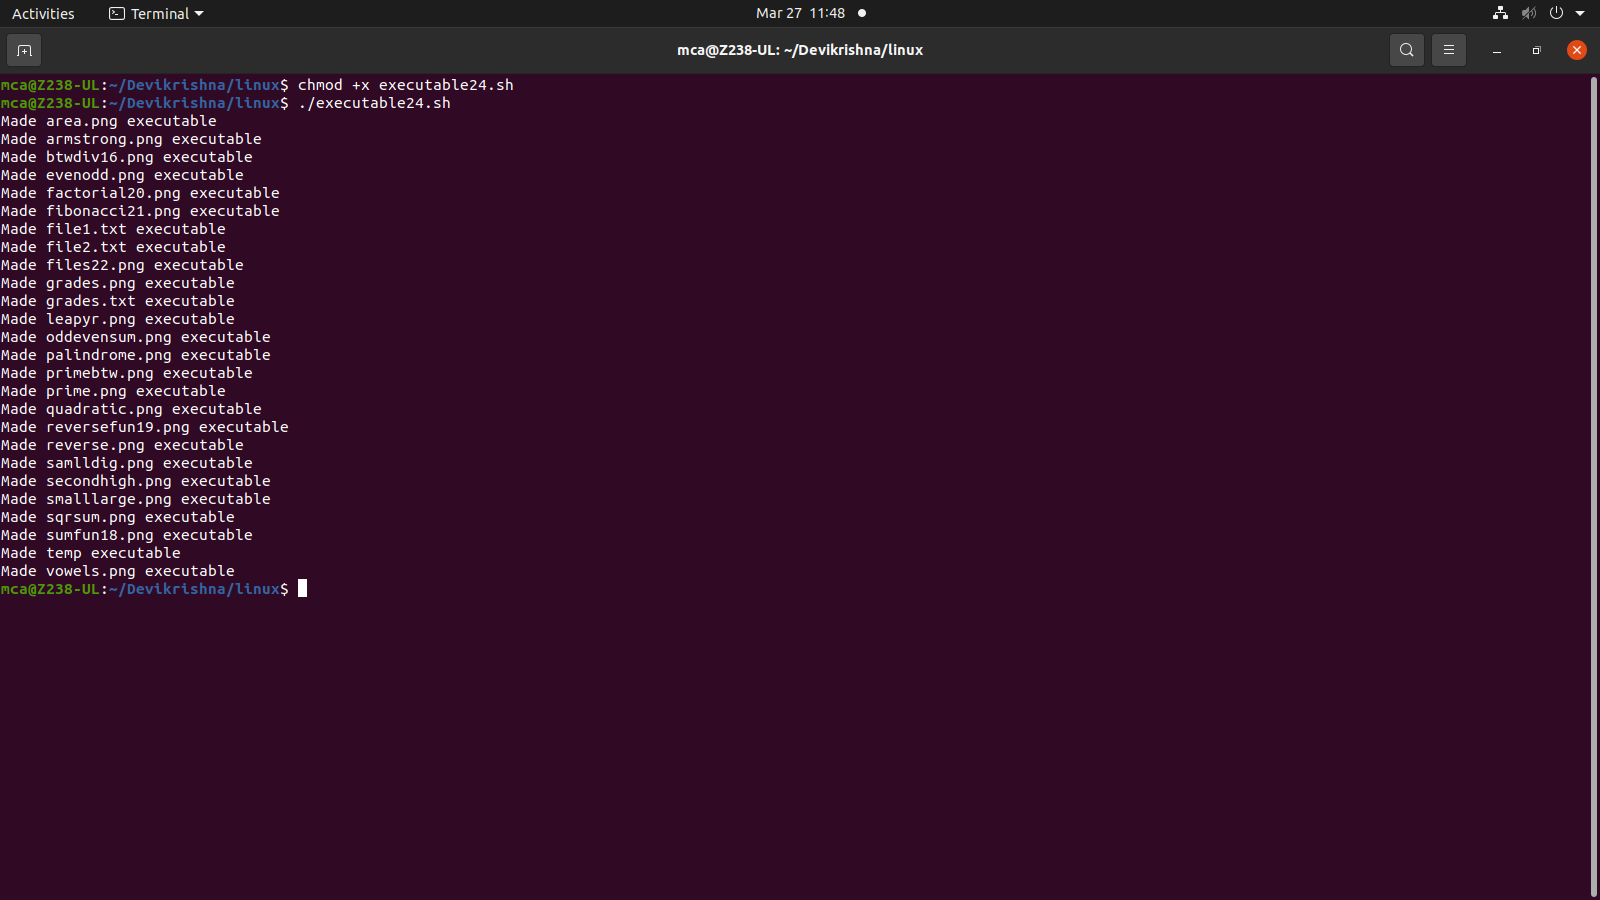 Activities Terminal Mar 27 11:48
mca@Z238-UL: ~/Devikrishna/linux
mca@Z238-UL:~/Devikrishna/linux$ chmod +x executable24.sh
mca@Z238-UL:~/Devikrishna/linux$ ./executable24.sh
Made area.png executable
Made armstrong.png executable
Made btwdiv16.png executable
Made evenodd.png executable
Made factorial20.png executable
Made fibonacci21.png executable
Made file1.txt executable
Made file2.txt executable
Made files22.png executable
Made grades.png executable
Made grades.txt executable
Made leapyr.png executable
Made oddevensum.png executable
Made palindrome.png executable
Made primebtw.png executable
Made prime.png executable
Made quadratic.png executable
Made reversefun19.png executable
Made reverse.png executable
Made samlldig.png executable
Made secondhigh.png executable
Made smalllarge.png executable
Made sqrsum.png executable
Made sumfun18.png executable
Made temp executable
Made vowels.png executable
mca@Z238-UL:~/Devikrishna/linux$